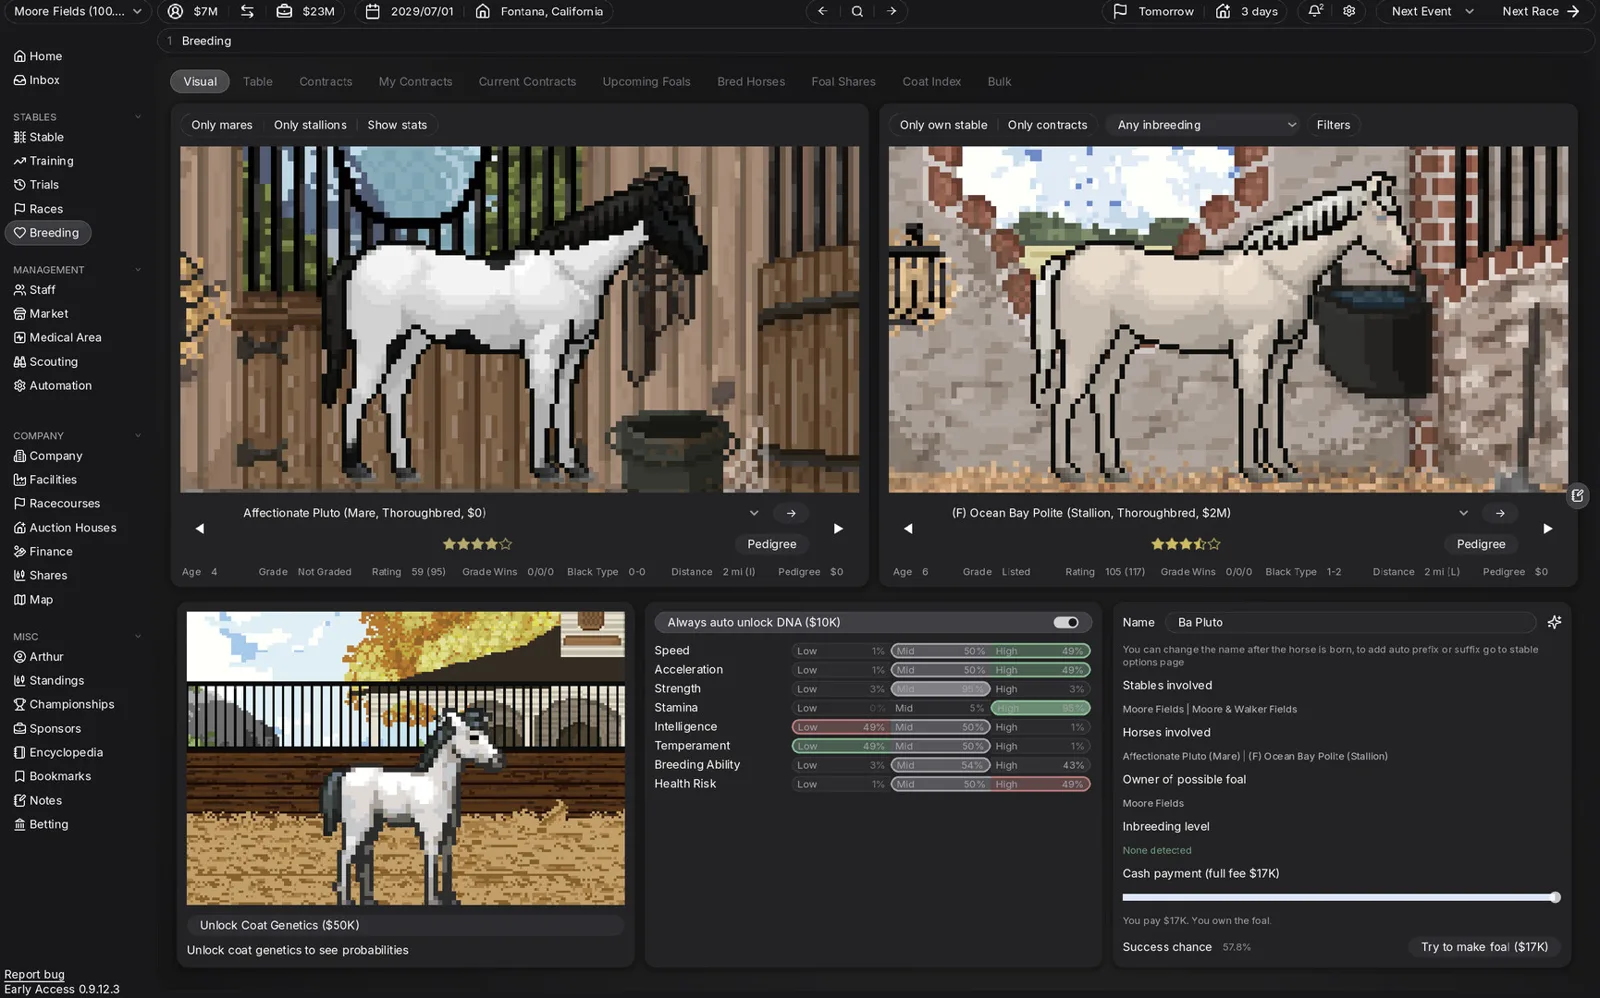 Moore Fields (100.... $7M $23M 2029/07/01 Fontana, California Tomorrow 3 days 2 Next Event Next Race
1 Breeding
Home
Inbox
STABLES
Stable
Training
Trials
Races
Breeding
MANAGEMENT
Staff
Market
Medical Area
Scouting
Automation
COMPANY
Company
Facilities
Racecourses
Auction Houses
Finance
Shares
Map
MISC
Arthur
Standings
Championships
Sponsors
Encyclopedia
Bookmarks
Notes
Betting
Report bug
Early Access 0.9.12.3
Visual Table Contracts My Contracts Current Contracts Upcoming Foals Bred Horses Foal Shares Coat Index Bulk
Only mares Only stallions Show stats
Affectionate Pluto (Mare, Thoroughbred, $0)
Pedigree
Age 4 Grade Not Graded Rating 59 (95) Grade Wins 0/0/0 Black Type 0-0 Distance 2 mi (I) Pedigree $0
Only own stable Only contracts Any inbreeding Filters
(F) Ocean Bay Polite (Stallion, Thoroughbred, $2M)
Pedigree
Age 6 Grade Listed Rating 105 (117) Grade Wins 0/0/0 Black Type 1-2 Distance 2 mi (L) Pedigree $0
Unlock Coat Genetics ($50K)
Unlock coat genetics to see probabilities
Always auto unlock DNA ($10K)
Speed Low 1% Mid 50% High 49%
Acceleration Low 1% Mid 50% High 49%
Strength Low 3% Mid 95% High 3%
Stamina Low 0% Mid 5% High 95%
Intelligence Low 49% Mid 50% High 1%
Temperament Low 49% Mid 50% High 1%
Breeding Ability Low 3% Mid 54% High 43%
Health Risk Low 1% Mid 50% High 49%
Name Ba Pluto
You can change the name after the horse is born, to add auto prefix or suffix go to stable
options page
Stables involved
Moore Fields | Moore & Walker Fields
Horses involved
Affectionate Pluto (Mare) | (F) Ocean Bay Polite (Stallion)
Owner of possible foal
Moore Fields
Inbreeding level
None detected
Cash payment (full fee $17K)
You pay $17K. You own the foal.
Success chance 57.8% Try to make foal ($17K)